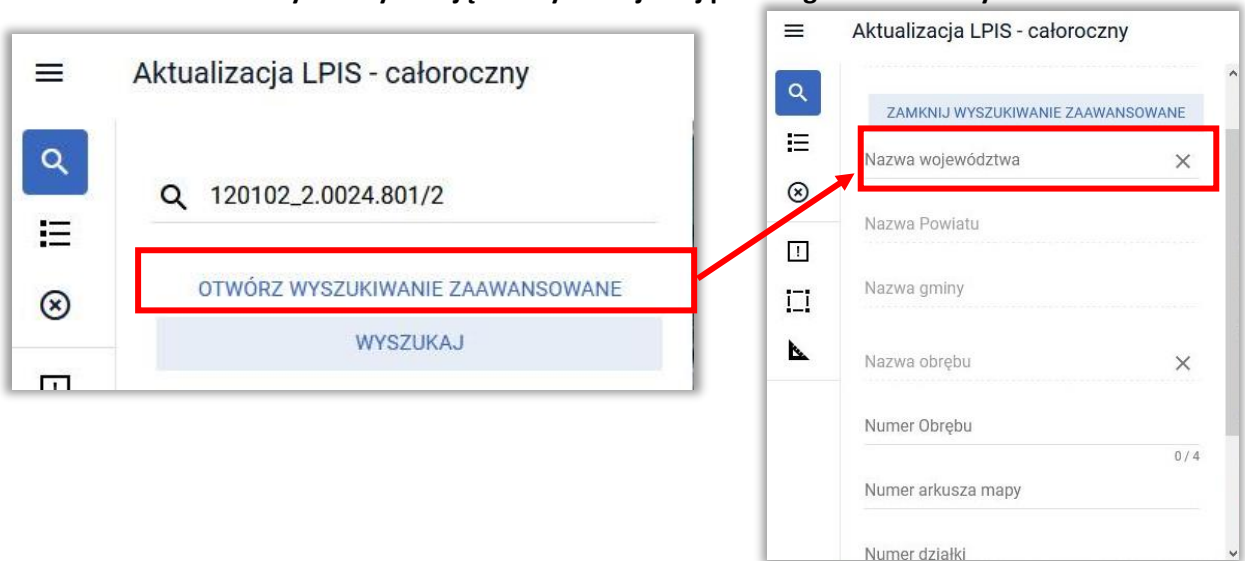 Aktualizacja LPIS - całoroczny
120102_2.0024.801/2
OTWÓRZ WYSZUKIWANIE ZAAWANSOWANE
WYSZUKAJ
Aktualizacja LPIS - całoroczny
ZAMKNIJ WYSZUKIWANIE ZAAWANSOWANE
Nazwa województwa
Nazwa Powiatu
Nazwa gminy
Nazwa obrębu
Numer Obrębu
0 / 4
Numer arkusza mapy
Numer działki